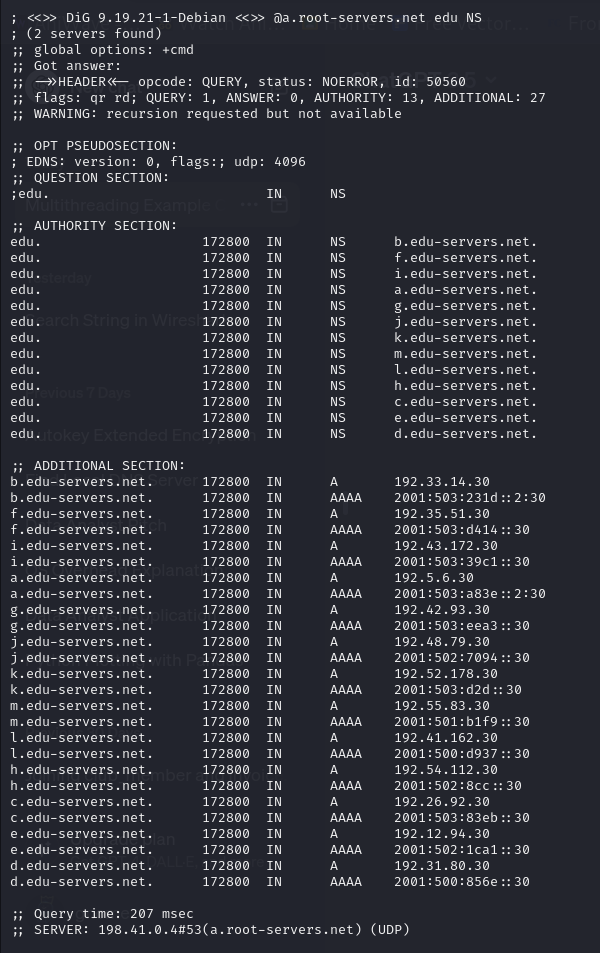 ; <<>> DiG 9.19.21-1-Debian <<>> @a.root-servers.net edu NS
; (2 servers found)
;; global options: +cmd
;; Got answer:
;; ->>HEADER<<- opcode: QUERY, status: NOERROR, id: 50560
;; flags: qr rd; QUERY: 1, ANSWER: 0, AUTHORITY: 13, ADDITIONAL: 27
;; WARNING: recursion requested but not available

;; OPT PSEUDOSECTION:
; EDNS: version: 0, flags:; udp: 4096
;; QUESTION SECTION:
;edu. IN NS

;; AUTHORITY SECTION:
edu. 172800 IN NS b.edu-servers.net.
edu. 172800 IN NS f.edu-servers.net.
edu. 172800 IN NS i.edu-servers.net.
edu. 172800 IN NS a.edu-servers.net.
edu. 172800 IN NS g.edu-servers.net.
edu. 172800 IN NS j.edu-servers.net.
edu. 172800 IN NS k.edu-servers.net.
edu. 172800 IN NS m.edu-servers.net.
edu. 172800 IN NS l.edu-servers.net.
edu. 172800 IN NS h.edu-servers.net.
edu. 172800 IN NS c.edu-servers.net.
edu. 172800 IN NS e.edu-servers.net.
edu. 172800 IN NS d.edu-servers.net.

;; ADDITIONAL SECTION:
b.edu-servers.net. 172800 IN A 192.33.14.30
b.edu-servers.net. 172800 IN AAAA 2001:503:231d::2:30
f.edu-servers.net. 172800 IN A 192.35.51.30
f.edu-servers.net. 172800 IN AAAA 2001:503:d414::30
i.edu-servers.net. 172800 IN A 192.43.172.30
i.edu-servers.net. 172800 IN AAAA 2001:503:39c1::30
a.edu-servers.net. 172800 IN A 192.5.6.30
a.edu-servers.net. 172800 IN AAAA 2001:503:a83e::2:30
g.edu-servers.net. 172800 IN A 192.42.93.30
g.edu-servers.net. 172800 IN AAAA 2001:503:eea3::30
j.edu-servers.net. 172800 IN A 192.48.79.30
j.edu-servers.net. 172800 IN AAAA 2001:502:7094::30
k.edu-servers.net. 172800 IN A 192.52.178.30
k.edu-servers.net. 172800 IN AAAA 2001:503:d2d::30
m.edu-servers.net. 172800 IN A 192.55.83.30
m.edu-servers.net. 172800 IN AAAA 2001:501:b1f9::30
l.edu-servers.net. 172800 IN A 192.41.162.30
l.edu-servers.net. 172800 IN AAAA 2001:500:d937::30
h.edu-servers.net. 172800 IN A 192.54.112.30
h.edu-servers.net. 172800 IN AAAA 2001:502:8cc::30
c.edu-servers.net. 172800 IN A 192.26.92.30
c.edu-servers.net. 172800 IN AAAA 2001:503:83eb::30
e.edu-servers.net. 172800 IN A 192.12.94.30
e.edu-servers.net. 172800 IN AAAA 2001:502:1ca1::30
d.edu-servers.net. 172800 IN A 192.31.80.30
d.edu-servers.net. 172800 IN AAAA 2001:500:856e::30

;; Query time: 207 msec
;; SERVER: 198.41.0.4#53(a.root-servers.net) (UDP)